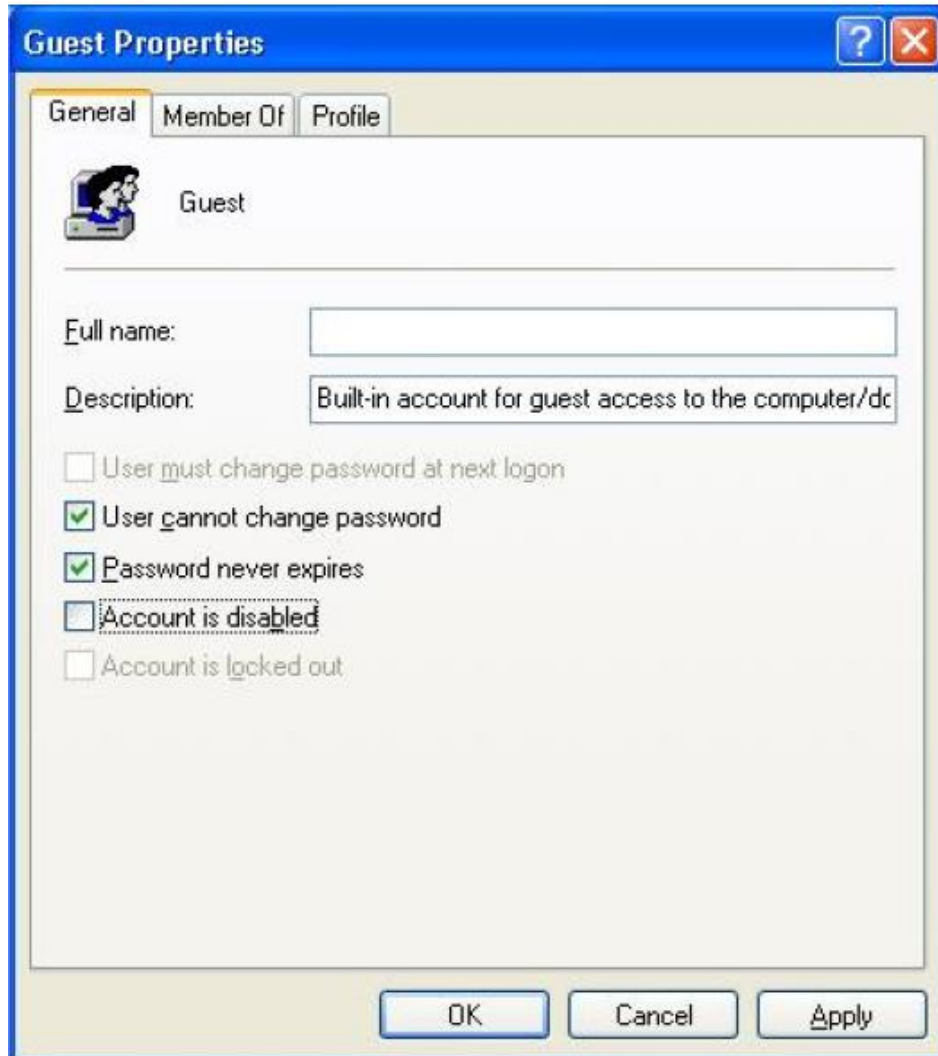 Guest Properties
General Member Of Profile
Guest
Full name:
Description: Built-in account for guest access to the computer/dc
User must change password at next logon
User cannot change password
Password never expires
Account is disabled
Account is locked out
OK Cancel Apply